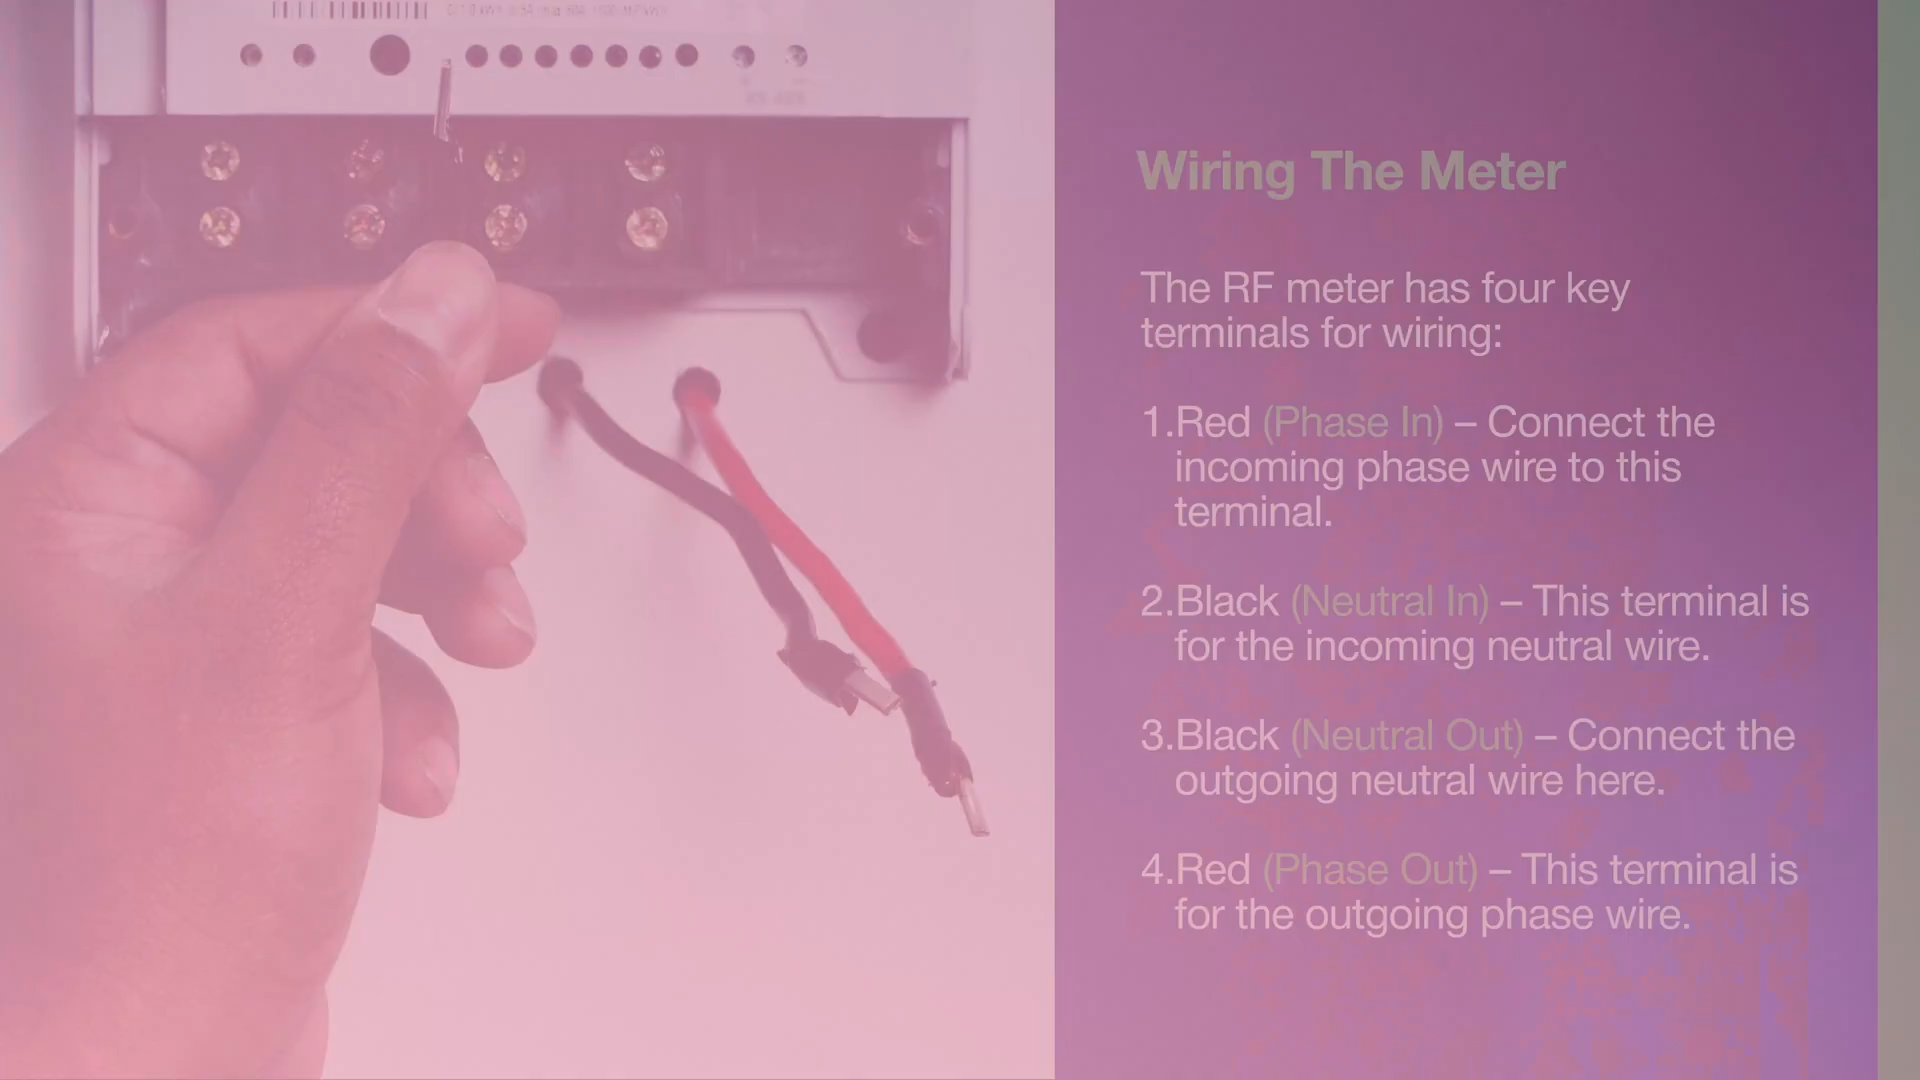 Wiring The Meter
The RF meter has four key
terminals for wiring:
1.Red (Phase In) – Connect the
incoming phase wire to this
terminal.
2.Black (Neutral In) – This terminal is
for the incoming neutral wire.
3.Black (Neutral Out) – Connect the
outgoing neutral wire here.
4.Red (Phase Out) – This terminal is
for the outgoing phase wire.